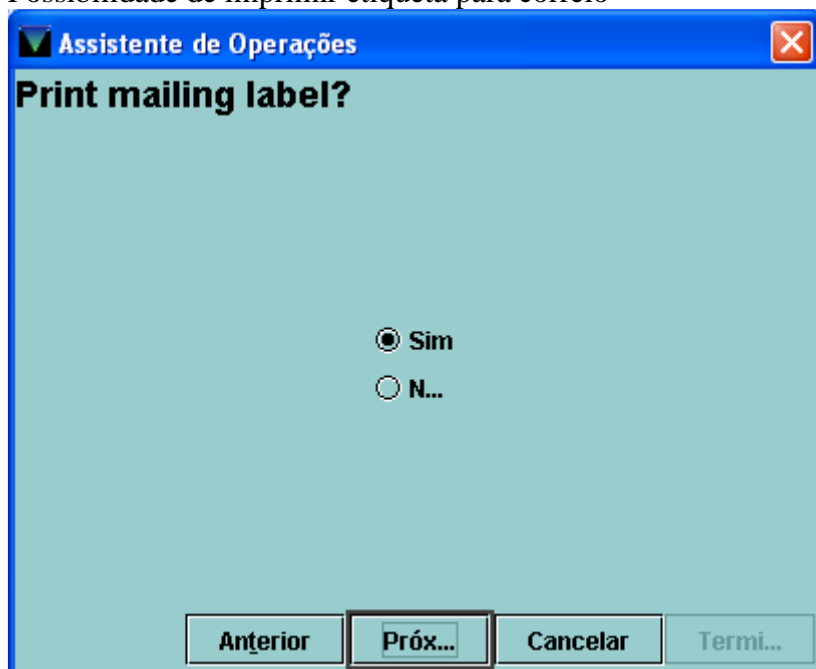 Possibilidade de imprimir etiqueta para correio
Assistente de Operações
Print mailing label?
Sim
N...
Anterior Próx... Cancelar Termi...